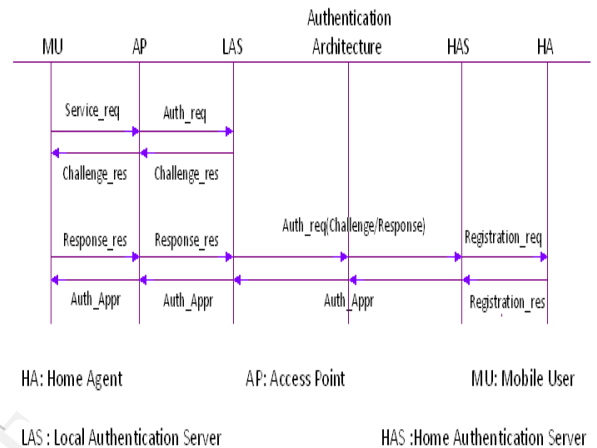 Authentication
MU AP LAS Architecture HAS HA
Service_req Auth_req
Challenge_res Challenge_res
Auth_req(Challenge/Response)
Response_res Response_res Registration_req
Auth_Appr Auth_Appr Auth_Appr Registration_res
HA: Home Agent AP: Access Point MU: Mobile User
LAS : Local Authentication Server HAS :Home Authentication Server